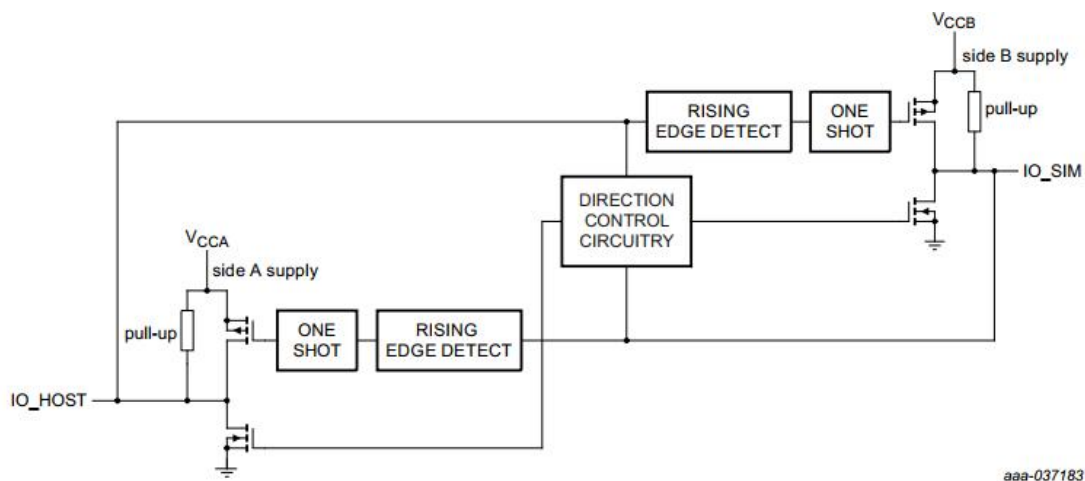 VCCB
side B supply
RISING
EDGE DETECT
ONE
SHOT
pull-up
IO_SIM
DIRECTION
CONTROL
CIRCUITRY
VCCA
side A supply
pull-up
ONE
SHOT
RISING
EDGE DETECT
IO_HOST
aaa-037183